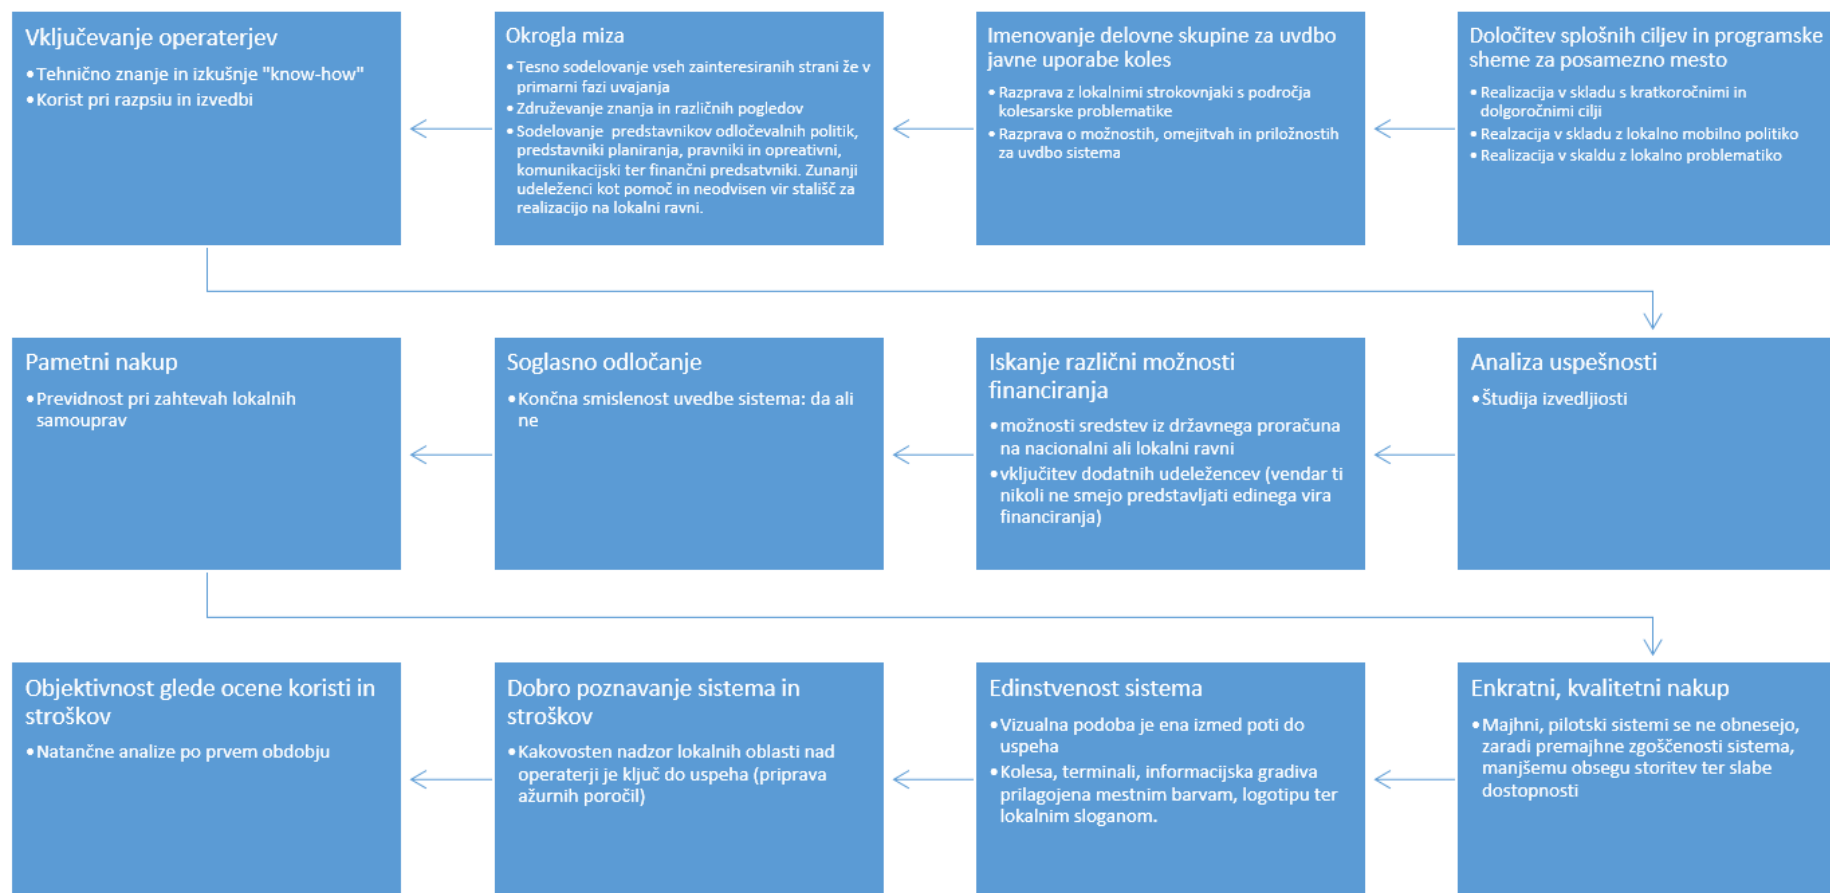 Vključevanje operaterjev
• Tehnično znanje in izkušnje "know-how"
• Korist pri razpsiu in izvedbi
Okrogla miza
• Tesno sodelovanje vseh zainteresiranih strani že v
primarni fazi uvajanja
• Združevanje znanja in različnih pogledov
• Sodelovanje predstavnikov odločevalnih politik,
predstavniki planiranja, pravniki in opreativni,
komunikacijski ter finančni predsatvniki. Zunanji
udeleženci kot pomoč in neodvisen vir stališč za
realizacijo na lokalni ravni.
Imenovanje delovne skupine za uvdbo
javne uporabe koles
• Razprava z lokalnimi strokovnjaki s področja
kolesarske problematike
• Razprava o možnostih, omejitvah in priložnostih
za uvdbo sistema
Določitev splošnih ciljev in programske
sheme za posamezno mesto
• Realizacija v skladu s kratkoročnimi in
dolgoročnimi cilji
• Realzacija v skladu z lokalno mobilno politiko
• Realizacija v skaldu z lokalno problematiko
Pametni nakup
• Previdnost pri zahtevah lokalnih
samouprav
Soglasno odločanje
• Končna smislenost uvedbe sistema: da ali
ne
Iskanje različni možnosti
financiranja
• možnosti sredstev iz državnega proračuna
na nacionalni ali lokalni ravni
• vključitev dodatnih udeležencev (vendar ti
nikoli ne smejo predstavljati edinega vira
financiranja)
Analiza uspešnosti
• Študija izvedljiosti
Objektivnost glede ocene koristi in
stroškov
• Natančne analize po prvem obdobju
Dobro poznavanje sistema in
stroškov
• Kakovosten nadzor lokalnih oblasti nad
operaterji je ključ do uspeha (priprava
ažurnih poročil)
Edinstvenost sistema
• Vizualna podoba je ena izmed poti do
uspeha
• Kolesa, terminali, informacijska gradiva
prilagojena mestnim barvam, logotipu ter
lokalnim sloganom.
Enkratni, kvalitetni nakup
• Majhni, pilotski sistemi se ne obnesejo,
zaradi premajhne zgoščenosti sistema,
manjšemu obsegu storitev ter slabe
dostopnosti